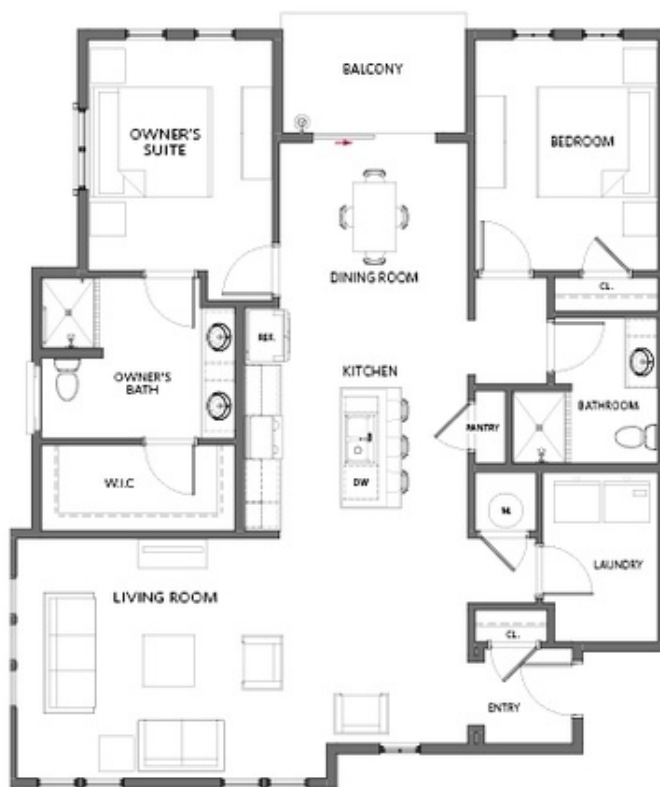 BALCONY
OWNER'S
SUITE
BEDROOM
DINING ROOM
CL.
REF.
KITCHEN
OWNER'S
BATH
BATHROOM
PANTRY
W.I.C
DW
M.
LAUNDRY
LIVING ROOM
CL.
ENTRY